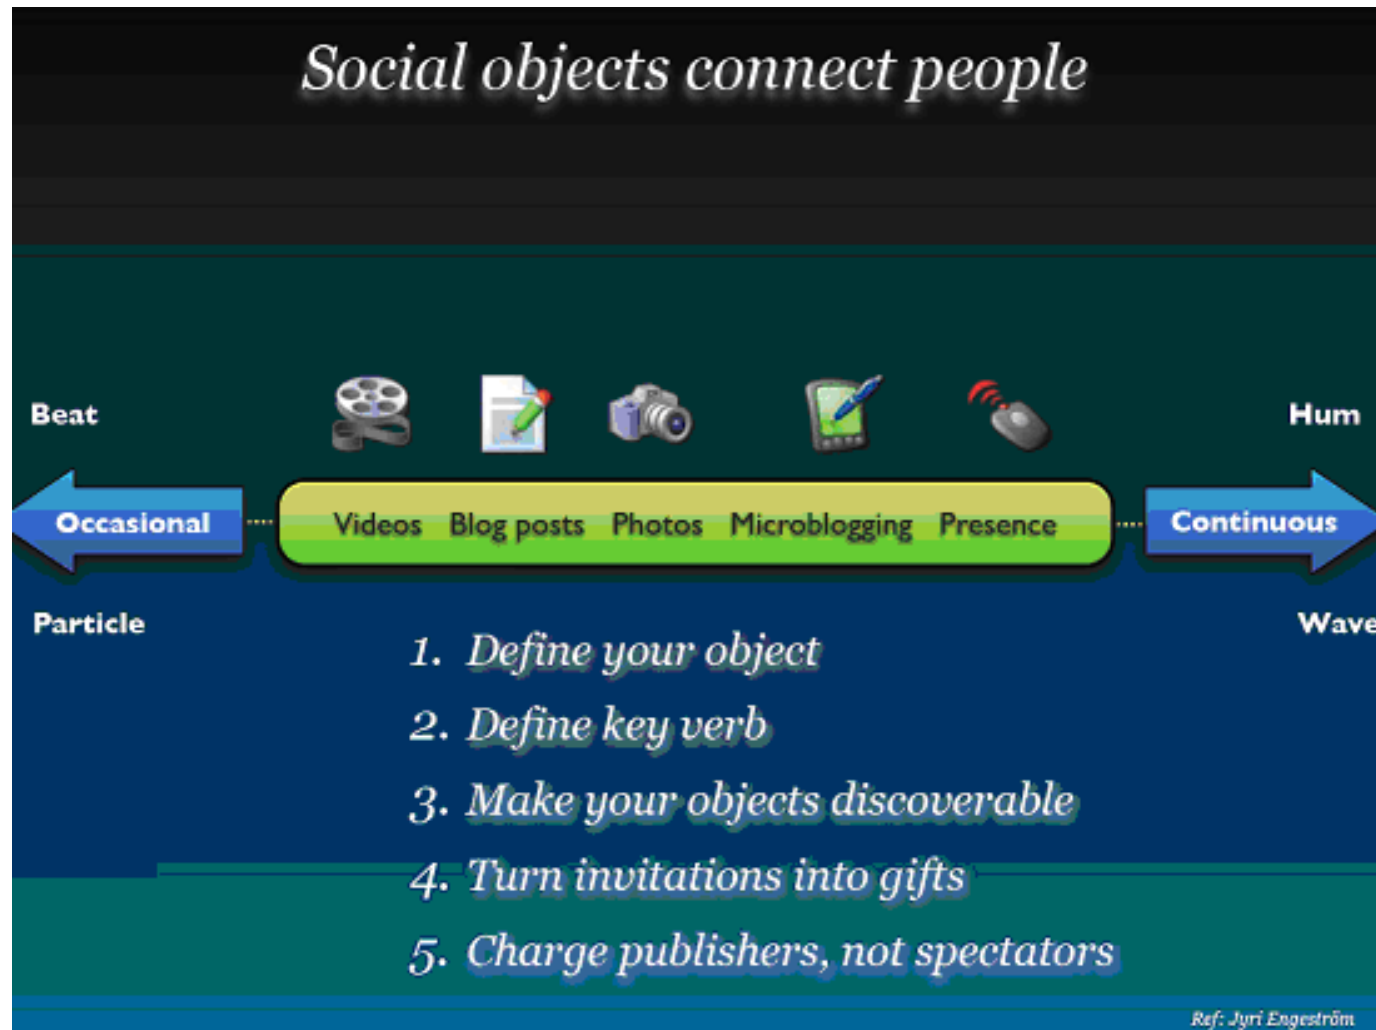 Social objects connect people
Beat
Hum
Occasional
Videos Blog posts Photos Microblogging Presence
Continuous
Particle
Wave
1. Define your object
2. Define key verb
3. Make your objects discoverable
4. Turn invitations into gifts
5. Charge publishers, not spectators
Ref: Jyri Engeström